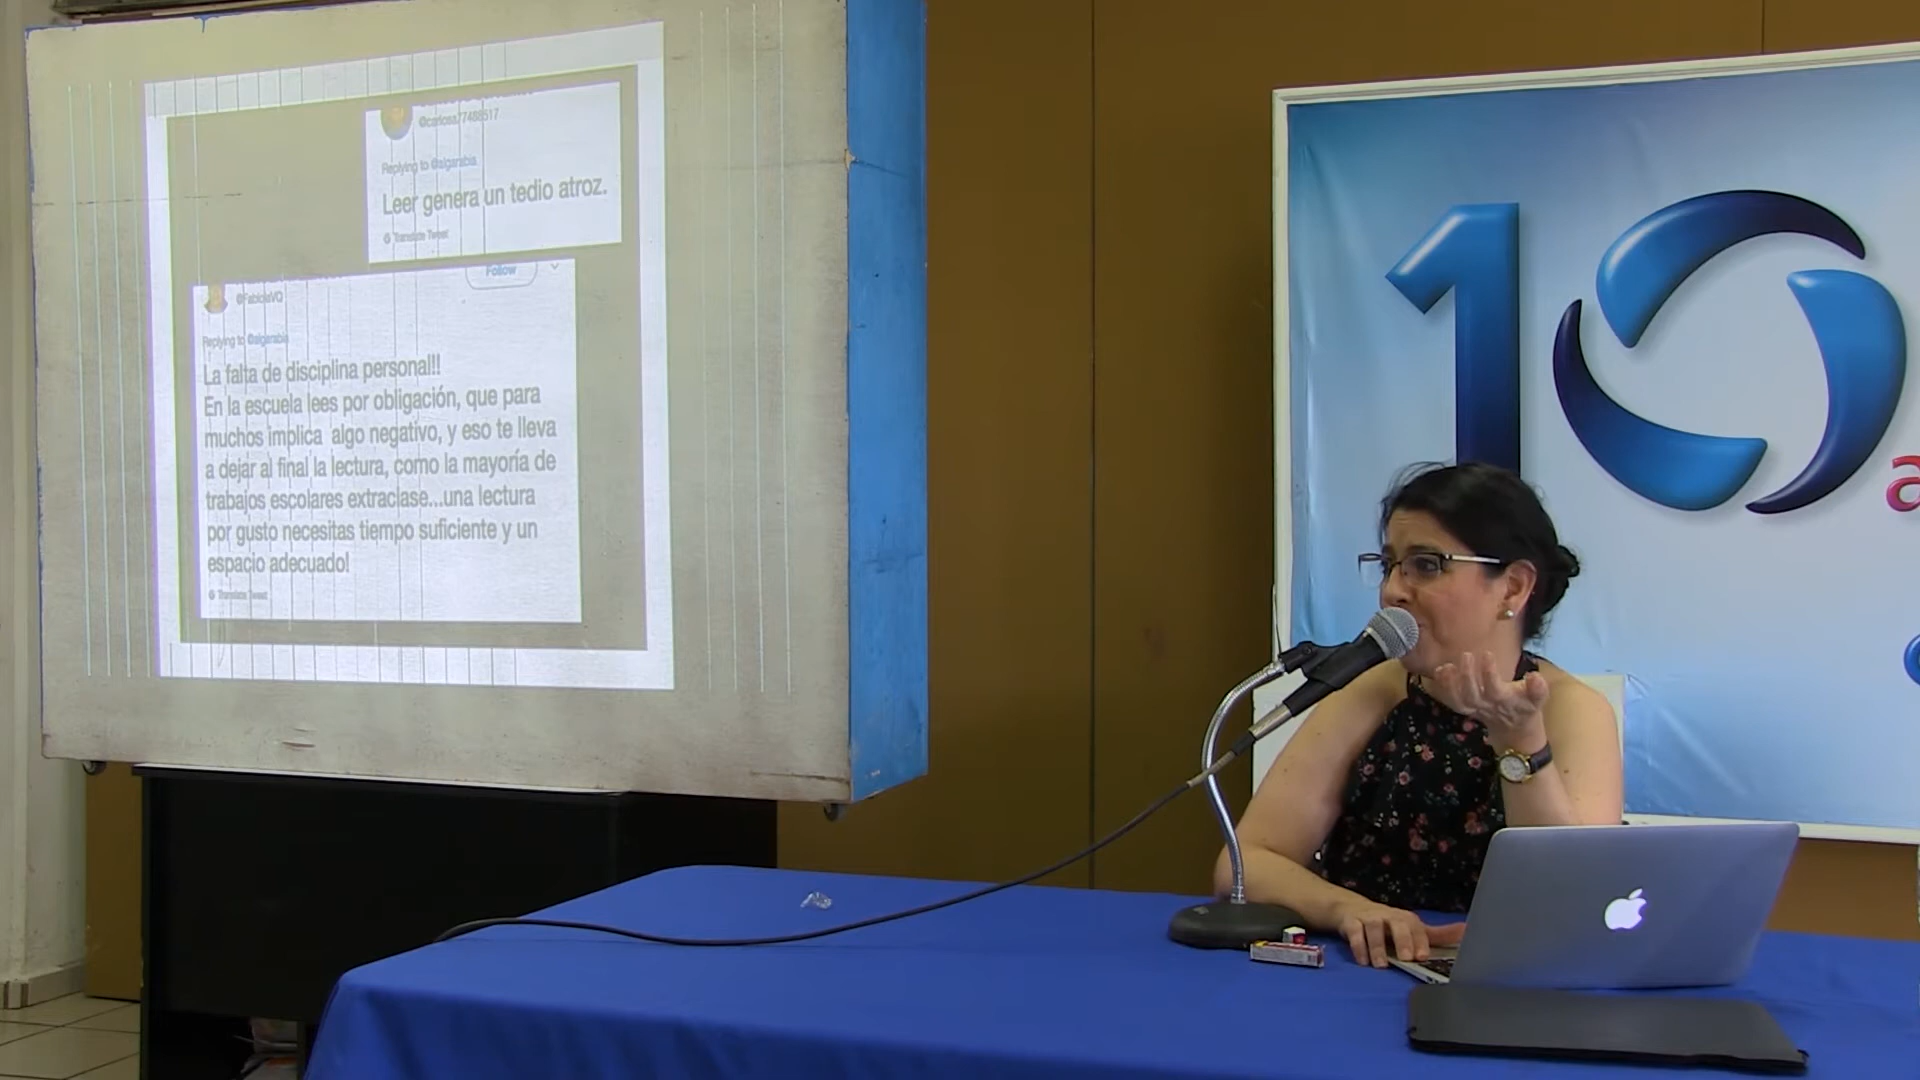 @carloss77488517
Replying to @algarabia
Leer genera un tedio atroz.
Translate Tweet
Follow
@FabiolaVQ
Replying to @algarabia
La falta de disciplina personal!!
En la escuela lees por obligación, que para
muchos implica algo negativo, y eso te lleva
a dejar al final la lectura, como la mayoría de
trabajos escolares extraclase...una lectura
por gusto necesitas tiempo suficiente y un
espacio adecuado!
Translate Tweet
10
a